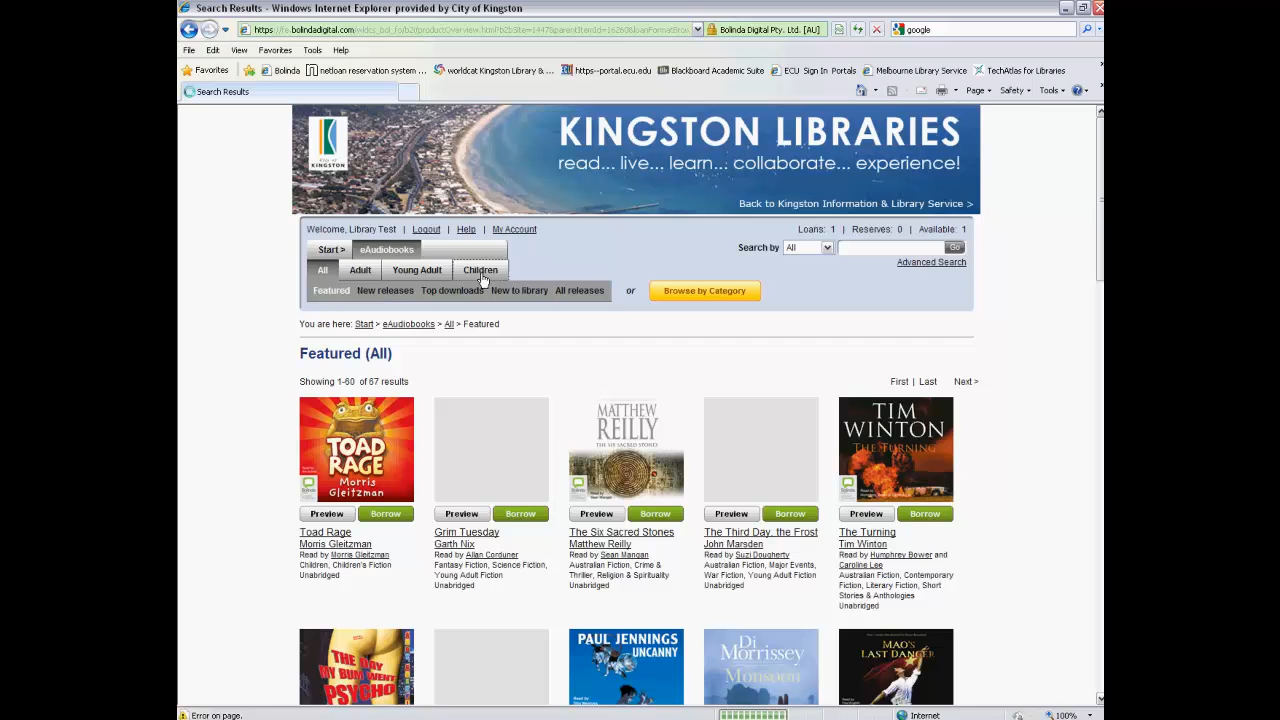 Search Results - Windows Internet Explorer provided by City of Kingston
Bolinda Digital Pty. Ltd. [AU]
google
File Edit View Favorites Tools Help
Favorites Bolinda netloan reservation system ... worldcat Kingston Library & ... https--portal.ecu.edu Blackboard Academic Suite ECU Sign In Portals Melbourne Library Service TechAtlas for Libraries
Search Results
Page Safety Tools
City of
KINGSTON
KINGSTON LIBRARIES
read... live... learn... collaborate... experience!
Back to Kingston Information & Library Service >
Welcome, Library Test | Logout | Help | My Account
Loans: 1 | Reserves: 0 | Available: 1
Start > eAudiobooks
Search by All Go
Advanced Search
All Adult Young Adult Children
Featured New releases Top downloads New to library All releases or Browse by Category
You are here: Start > eAudiobooks > All > Featured
Featured (All)
Showing 1-60 of 67 results
First | Last Next >
TOAD
RAGE
Morris
Gleitzman
MATTHEW
REILLY
THE SIX SACRED STONES
TIM
WINTON
THE TURNING
Preview Borrow Preview Borrow Preview Borrow Preview Borrow Preview Borrow
Toad Rage
Morris Gleitzman
Read by Morris Gleitzman
Children, Children's Fiction
Unabridged
Grim Tuesday
Garth Nix
Read by Allan Corduner
Fantasy Fiction, Science Fiction,
Young Adult Fiction
Unabridged
The Six Sacred Stones
Matthew Reilly
Read by Sean Mangan
Australian Fiction, Crime &
Thriller, Religion & Spirituality
Unabridged
The Third Day, the Frost
John Marsden
Read by Suzi Dougherty
Australian Fiction, Major Events,
War Fiction, Young Adult Fiction
Unabridged
The Turning
Tim Winton
Read by Humphrey Bower and
Caroline Lee
Australian Fiction, Contemporary
Fiction, Literary Fiction, Short
Stories & Anthologies
Unabridged
THE DAY
MY BUM WENT
PSYCHO
PAUL JENNINGS
UNCANNY
Di
Morrissey
Monsoon
MAO'S
LAST DANCER
Error on page.
Internet
100%